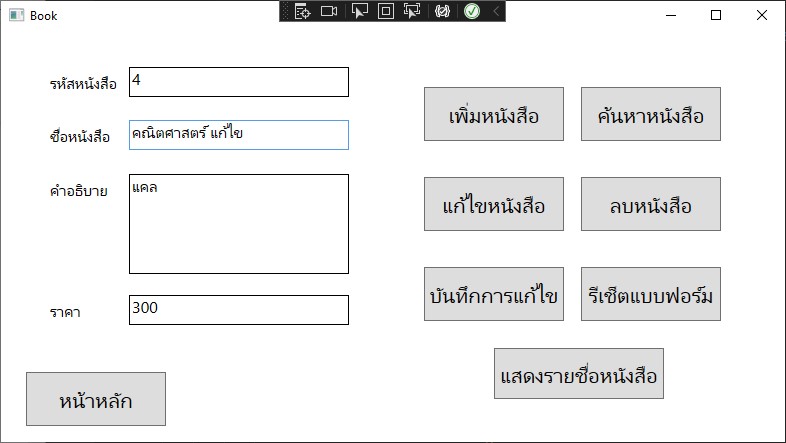 Book
รหัสหนังสือ 4
ชื่อหนังสือ คณิตศาสตร์ แก้ไข
คำอธิบาย แคล
ราคา 300
หน้าหลัก
เพิ่มหนังสือ ค้นหาหนังสือ
แก้ไขหนังสือ ลบหนังสือ
บันทึกการแก้ไข รีเซ็ตแบบฟอร์ม
แสดงรายชื่อหนังสือ